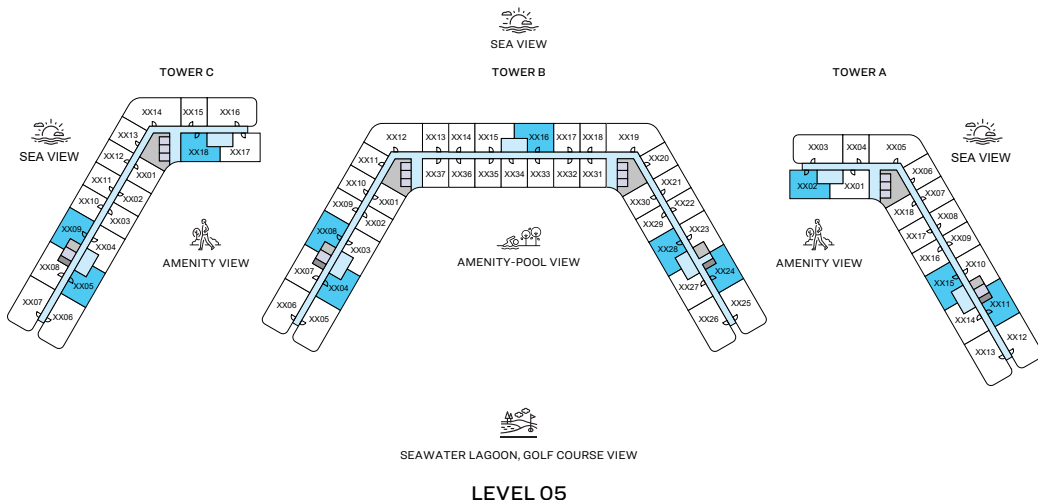 SEA VIEW
TOWER C
TOWER B
TOWER A
SEA VIEW
SEA VIEW
XX14
XX15
XX16
XX13
XX12
XX11
XX10
XX09
XX08
XX07
XX18
XX17
XX01
XX02
XX03
XX04
XX05
XX06
AMENITY VIEW
XX12
XX13
XX14
XX15
XX16
XX17
XX18
XX19
XX11
XX10
XX09
XX08
XX07
XX06
XX37
XX36
XX35
XX34
XX33
XX32
XX31
XX01
XX02
XX03
XX04
XX05
XX20
XX21
XX22
XX23
XX24
XX25
XX30
XX29
XX28
XX27
XX26
AMENITY-POOL VIEW
XX03
XX04
XX05
XX02
XX01
XX06
XX07
XX08
XX09
XX10
XX11
XX12
XX18
XX17
XX16
XX15
XX14
XX13
AMENITY VIEW
SEAWATER LAGOON, GOLF COURSE VIEW
LEVEL 05